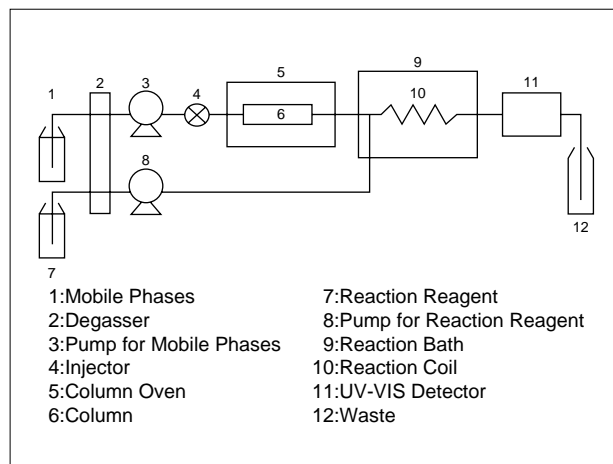 1
2
3
4
5
6
7
8
9
10
11
12
1:Mobile Phases
2:Degasser
3:Pump for Mobile Phases
4:Injector
5:Column Oven
6:Column
7:Reaction Reagent
8:Pump for Reaction Reagent
9:Reaction Bath
10:Reaction Coil
11:UV-VIS Detector
12:Waste